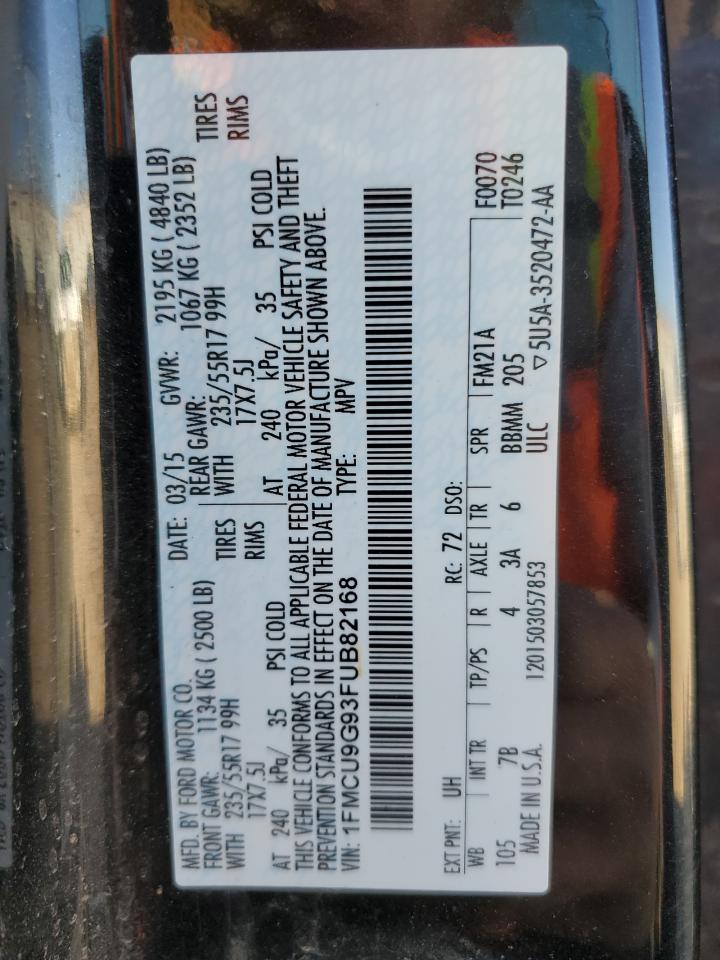 MFD. BY FORD MOTOR CO.
DATE: 03/15 GVWR: 2195 KG ( 4840 LB)
FRONT GAWR: 1134 KG ( 2500 LB) REAR GAWR: 1067 KG ( 2352 LB)
WITH 235/55R17 99H TIRES WITH 235/55R17 99H TIRES
17X7.5J RIMS 17X7.5J RIMS
AT 240 kPa/ 35 PSI COLD AT 240 kPa/ 35 PSI COLD
THIS VEHICLE CONFORMS TO ALL APPLICABLE FEDERAL MOTOR VEHICLE SAFETY AND THEFT
PREVENTION STANDARDS IN EFFECT ON THE DATE OF MANUFACTURE SHOWN ABOVE.
VIN: 1FMCU9G93FUB82168 TYPE: MPV
EXT PNT: UH RC: 72 DSO: F0070
WB INT TR TP/PS R AXLE TR SPR FM21A T0246
105 7B 4 3A 6 BBMM 205
MADE IN U.S.A. 1201503057853 ULC ▽5U5A-3520472-AA